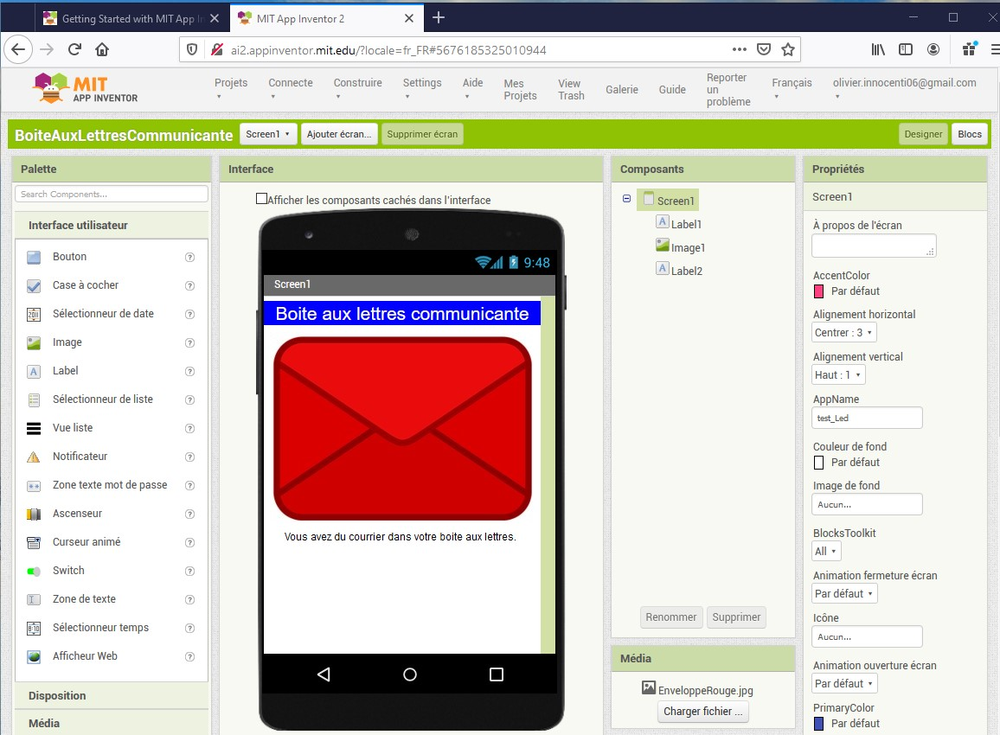 Getting Started with MIT App In
MIT App Inventor 2
ai2.appinventor.mit.edu/?locale=fr_FR#5676185325010944
MIT
APP INVENTOR
Projets
Connecte
Construire
Settings
Aide
Mes
Projets
View
Trash
Galerie
Guide
Reporter
un
problème
Français
olivier.innocenti06@gmail.com
BoiteAuxLettresCommunicante
Screen1
Ajouter écran...
Supprimer écran
Designer
Blocs
Palette
Search Components...
Interface utilisateur
Bouton
Case à cocher
Sélectionneur de date
Image
Label
Sélectionneur de liste
Vue liste
Notificateur
Zone texte mot de passe
Ascenseur
Curseur animé
Switch
Zone de texte
Sélectionneur temps
Afficheur Web
Disposition
Média
Interface
Afficher les composants cachés dans l'interface
9:48
Screen1
Boite aux lettres communicante
Vous avez du courrier dans votre boite aux lettres.
Composants
Screen1
Label1
Image1
Label2
Renommer
Supprimer
Média
EnveloppeRouge.jpg
Charger fichier ...
Propriétés
Screen1
À propos de l'écran
AccentColor
Par défaut
Alignement horizontal
Centrer : 3
Alignement vertical
Haut : 1
AppName
test_Led
Couleur de fond
Par défaut
Image de fond
Aucun...
BlocksToolkit
All
Animation fermeture écran
Par défaut
Icône
Aucun...
Animation ouverture écran
Par défaut
PrimaryColor
Par défaut